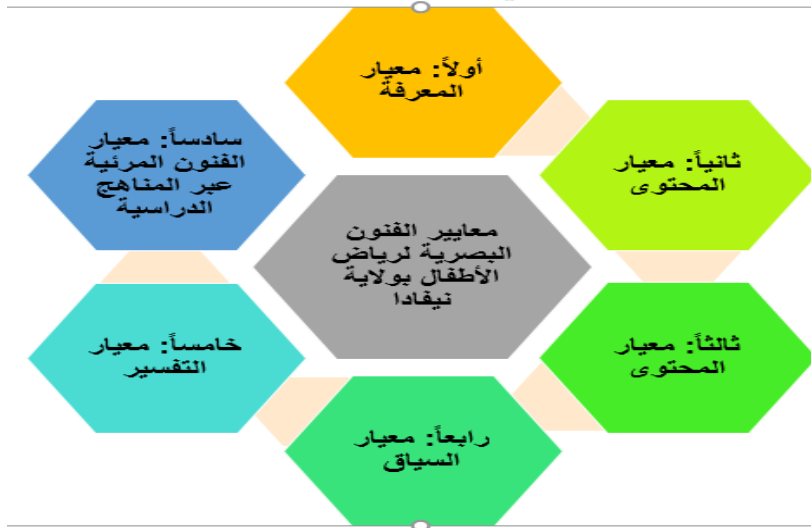 أولاً: معيار
المعرفة
ثانياً: معيار
المحتوى
ثالثاً: معيار
المحتوى
رابعاً: معيار
السياق
خامساً: معيار
التفسير
سادساً: معيار
الفنون المرئية
عبر المناهج
الدراسية
معايير الفنون
البصرية لرياض
الأطفال بولاية
نيفادا